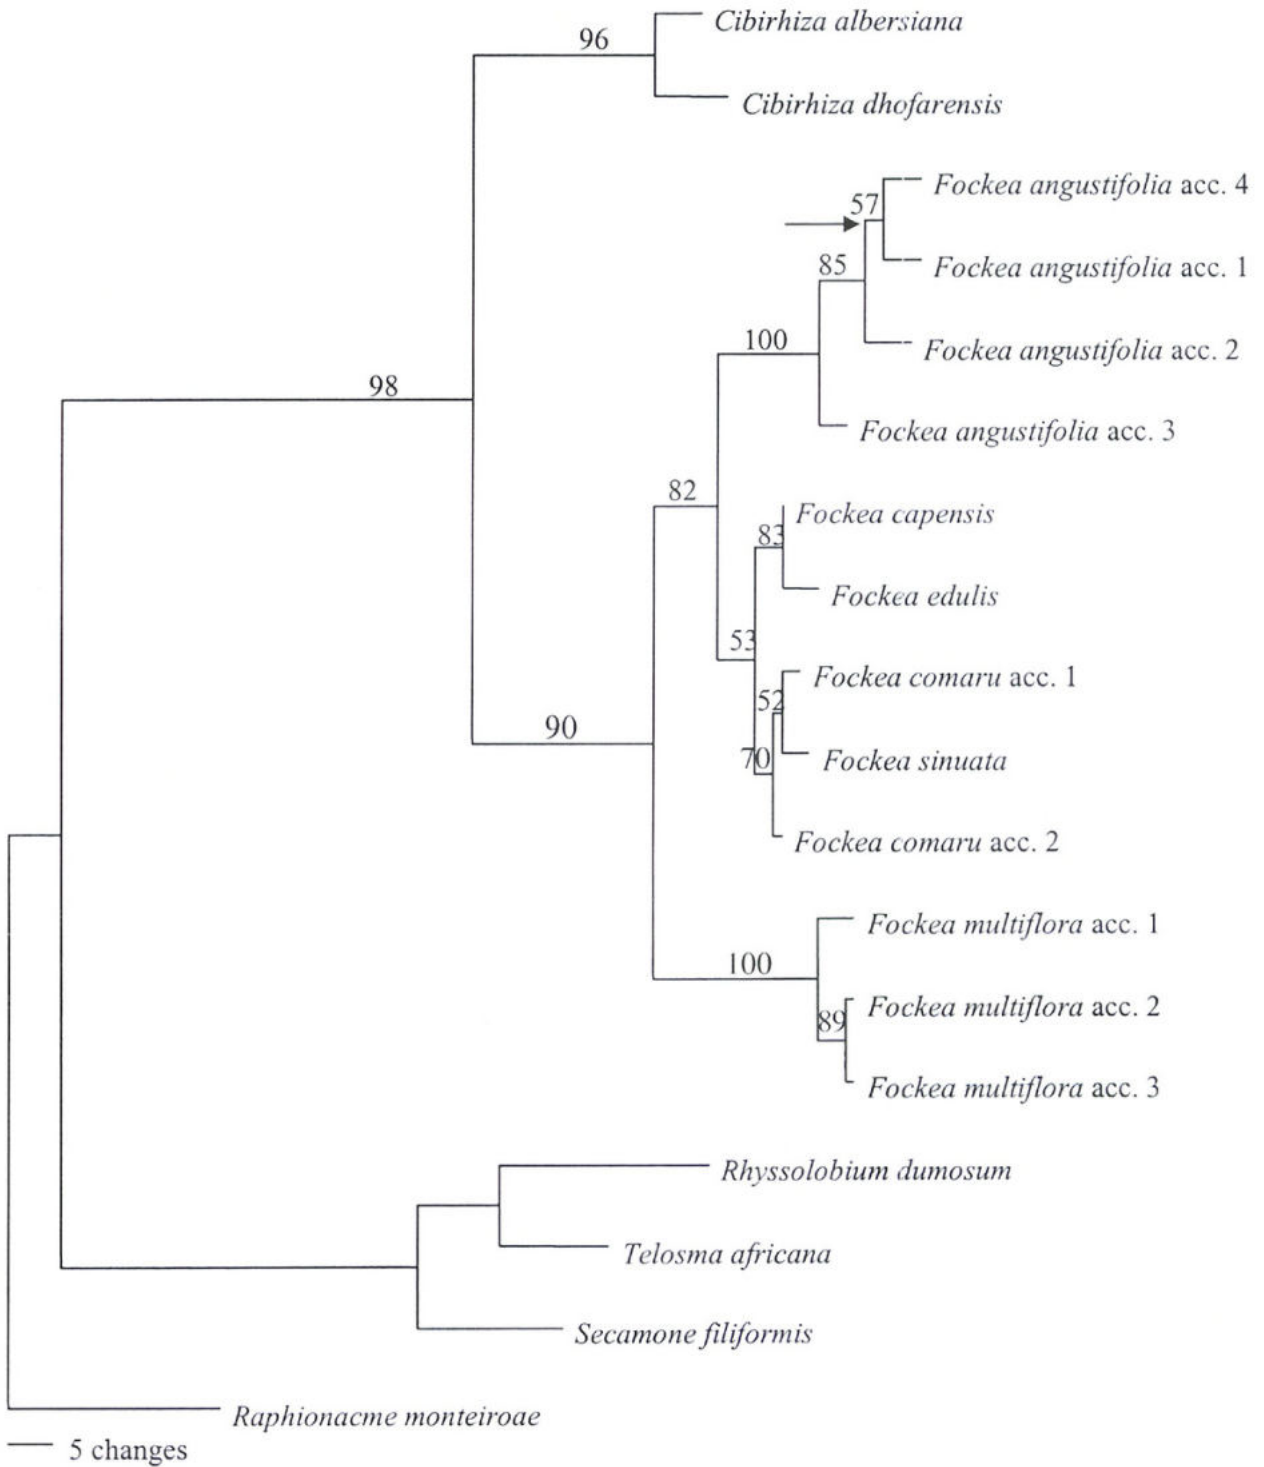 Cibirhiza albersiana
96
Cibirhiza dhofarensis
Fockea angustifolia acc. 4
57
Fockea angustifolia acc. 1
85
Fockea angustifolia acc. 2
100
98
Fockea angustifolia acc. 3
82
Fockea capensis
83
Fockea edulis
53
Fockea comaru acc. 1
52
90
70
Fockea sinuata
Fockea comaru acc. 2
Fockea multiflora acc. 1
100
Fockea multiflora acc. 2
89
Fockea multiflora acc. 3
Rhyssolobium dumosum
Telosma africana
Secamone filiformis
Raphionacme monteiroae
5 changes